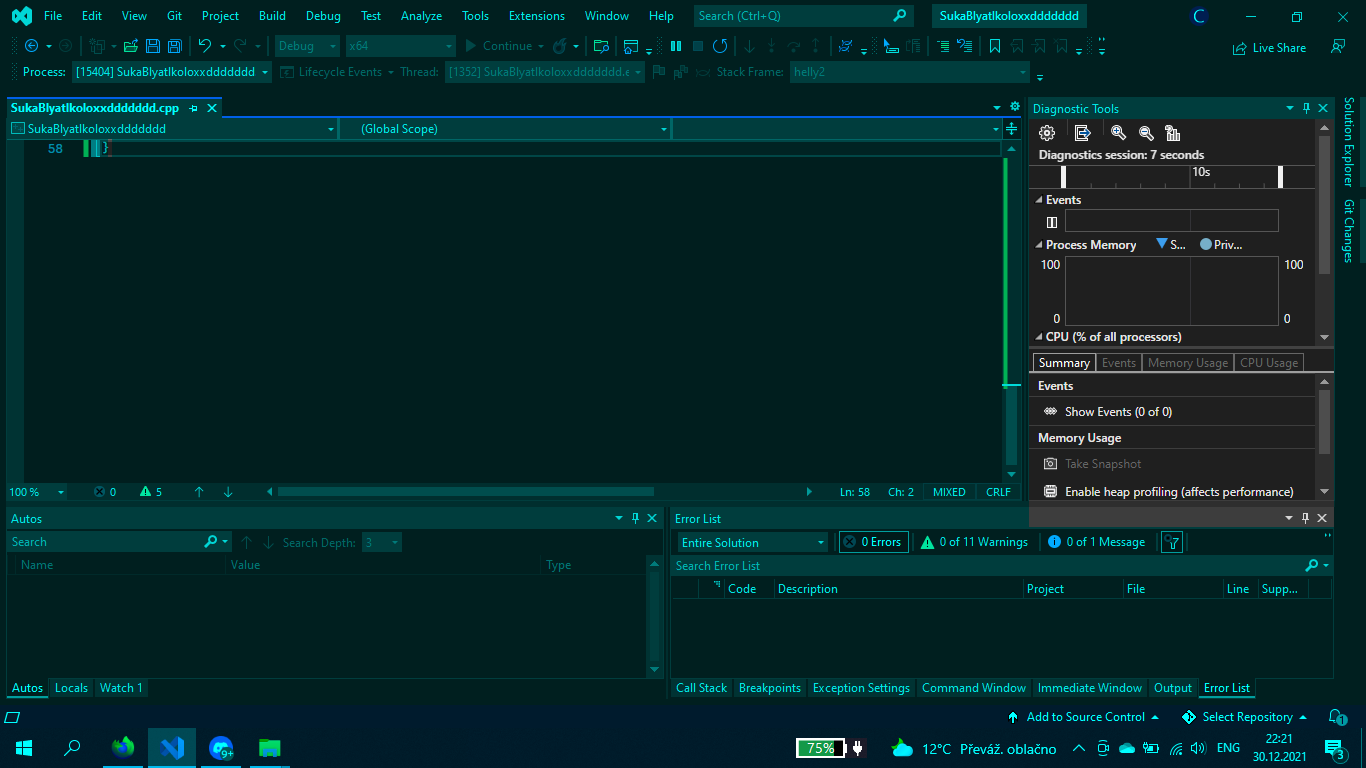 File Edit View Git Project Build Debug Test Analyze Tools Extensions Window Help Search (Ctrl+Q) SukaBlyatIkoloxxddddddd C
Debug x64 Continue Live Share
Process: [15404] SukaBlyatIkoloxxddddddd Lifecycle Events Thread: [1352] SukaBlyatIkoloxxddddddd.e Stack Frame: helly2
SukaBlyatIkoloxxddddddd.cpp
SukaBlyatIkoloxxddddddd (Global Scope)
58 }
100 % 0 5 Ln: 58 Ch: 2 MIXED CRLF
Diagnostic Tools
Diagnostics session: 7 seconds
10s
Events
Process Memory S... Priv...
100 100
0 0
CPU (% of all processors)
Summary Events Memory Usage CPU Usage
Events
Show Events (0 of 0)
Memory Usage
Take Snapshot
Enable heap profiling (affects performance)
Solution Explorer
Git Changes
Autos
Search Search Depth: 3
Name Value Type
Autos Locals Watch 1
Error List
Entire Solution 0 Errors 0 of 11 Warnings 0 of 1 Message
Search Error List
Code Description Project File Line Supp...
Call Stack Breakpoints Exception Settings Command Window Immediate Window Output Error List
Add to Source Control Select Repository 1
9+ 75% 12°C Převáž. oblačno ENG 22:21
30.12.2021 3